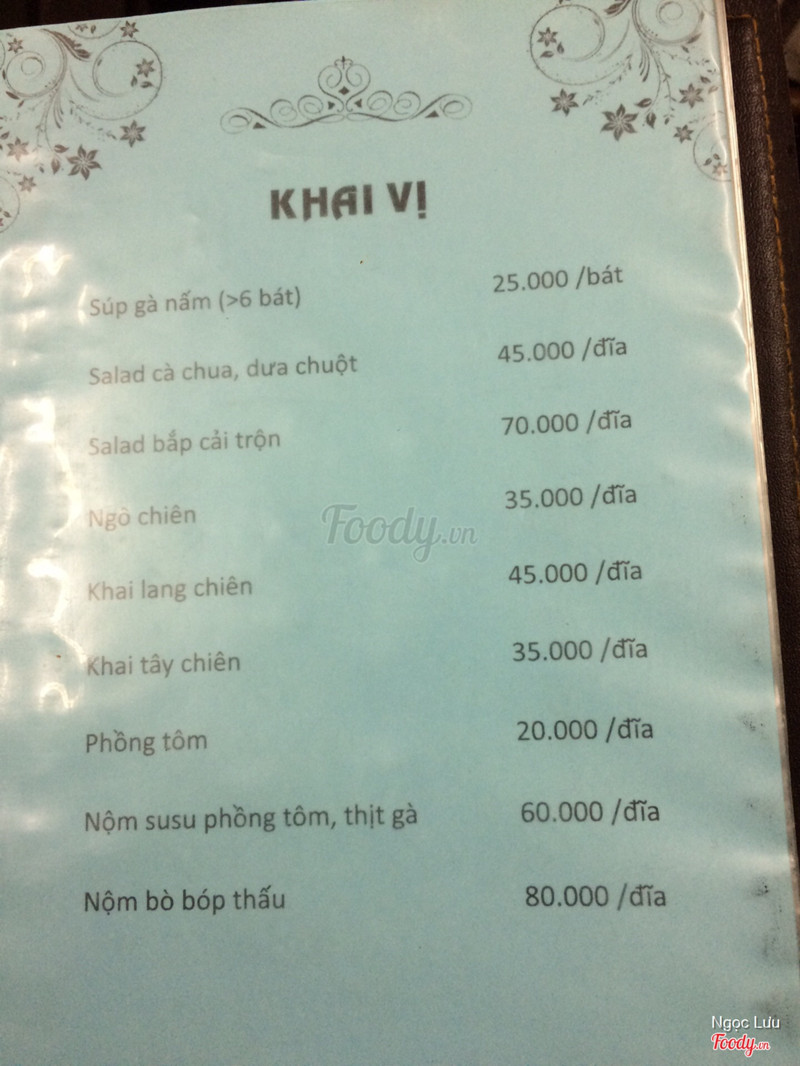 KHAI VỊ
Súp gà nấm (>6 bát) 25.000 /bát
Salad cà chua, dưa chuột 45.000 /đĩa
Salad bắp cải trộn 70.000 /đĩa
Ngô chiên 35.000 /đĩa
Khai lang chiên 45.000 /đĩa
Khai tây chiên 35.000 /đĩa
Phồng tôm 20.000 /đĩa
Nộm susu phồng tôm, thịt gà 60.000 /đĩa
Nộm bò bóp thấu 80.000 /đĩa
Foody.vn
Ngọc Lưu
Foody.vn